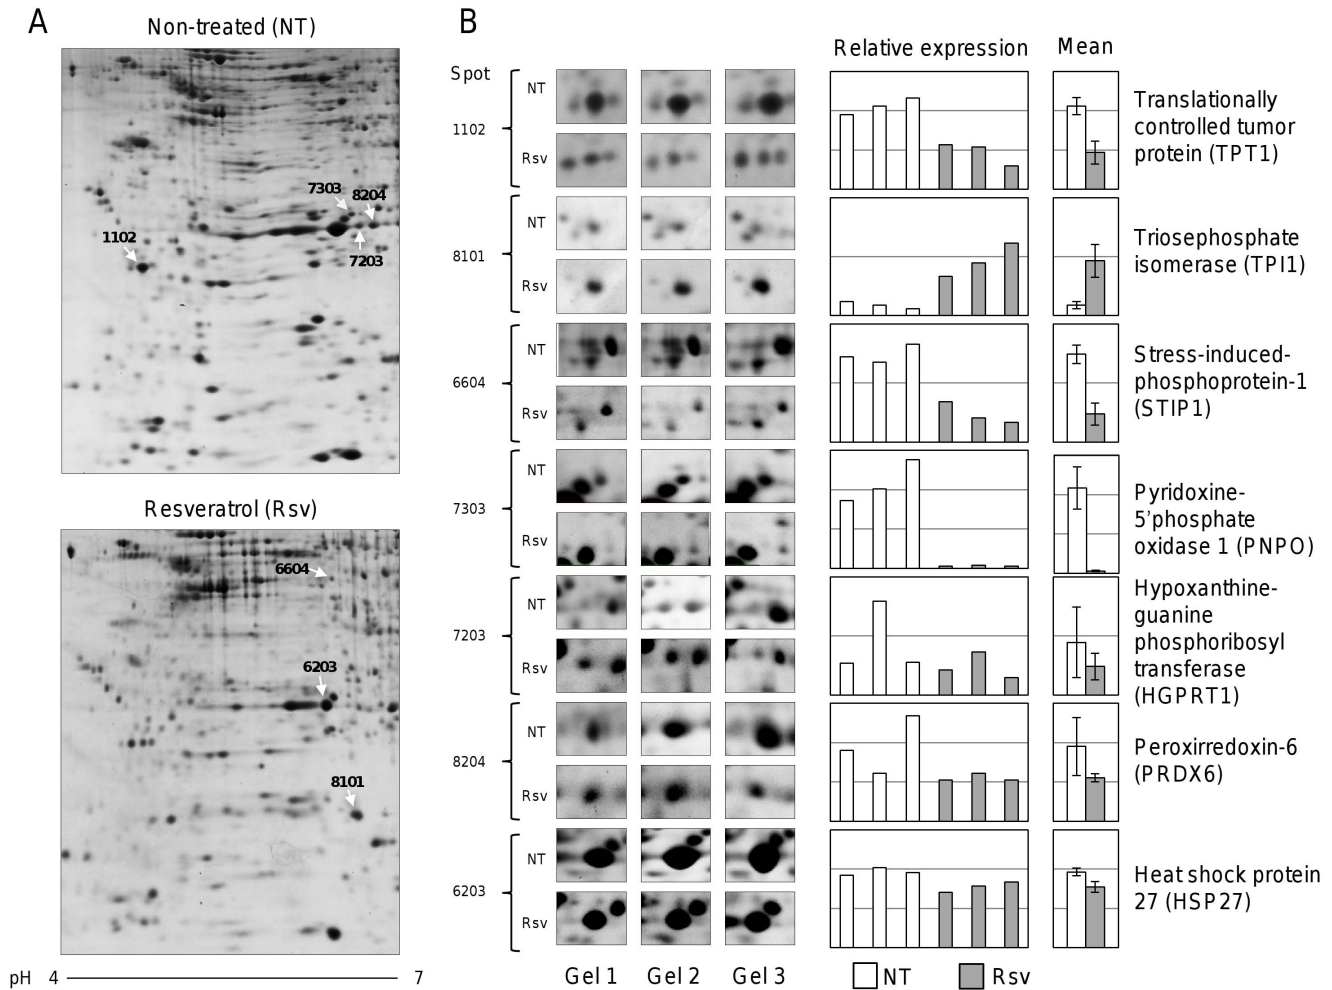 A
Non-treated (NT)
7303
8204
1102
7203
Resveratrol (Rsv)
6604
6203
8101
pH 4 7
B
Relative expression Mean
Spot
NT
1102
Rsv
Translationally
controlled tumor
protein (TPT1)
NT
8101
Rsv
Triosephosphate
isomerase (TPI1)
NT
6604
Rsv
Stress-induced-
phosphoprotein-1
(STIP1)
NT
7303
Rsv
Pyridoxine-
5’phosphate
oxidase 1 (PNPO)
NT
7203
Rsv
Hypoxanthine-
guanine
phosphoribosyl
transferase
(HGPRT1)
NT
8204
Rsv
Peroxirredoxin-6
(PRDX6)
NT
6203
Rsv
Heat shock protein
27 (HSP27)
Gel 1 Gel 2 Gel 3
NT Rsv